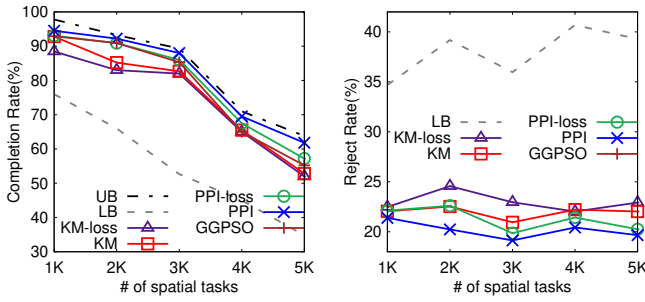 Completion Rate(%)
100
90
80
70
60
50
40
30
UB
LB
KM-loss
KM
PPI-loss
PPI
GGPSO
1K 2K 3K 4K 5K
# of spatial tasks
Reject Rate(%)
40
35
30
25
20
LB
KM-loss
KM
PPI-loss
PPI
GGPSO
1K 2K 3K 4K 5K
# of spatial tasks